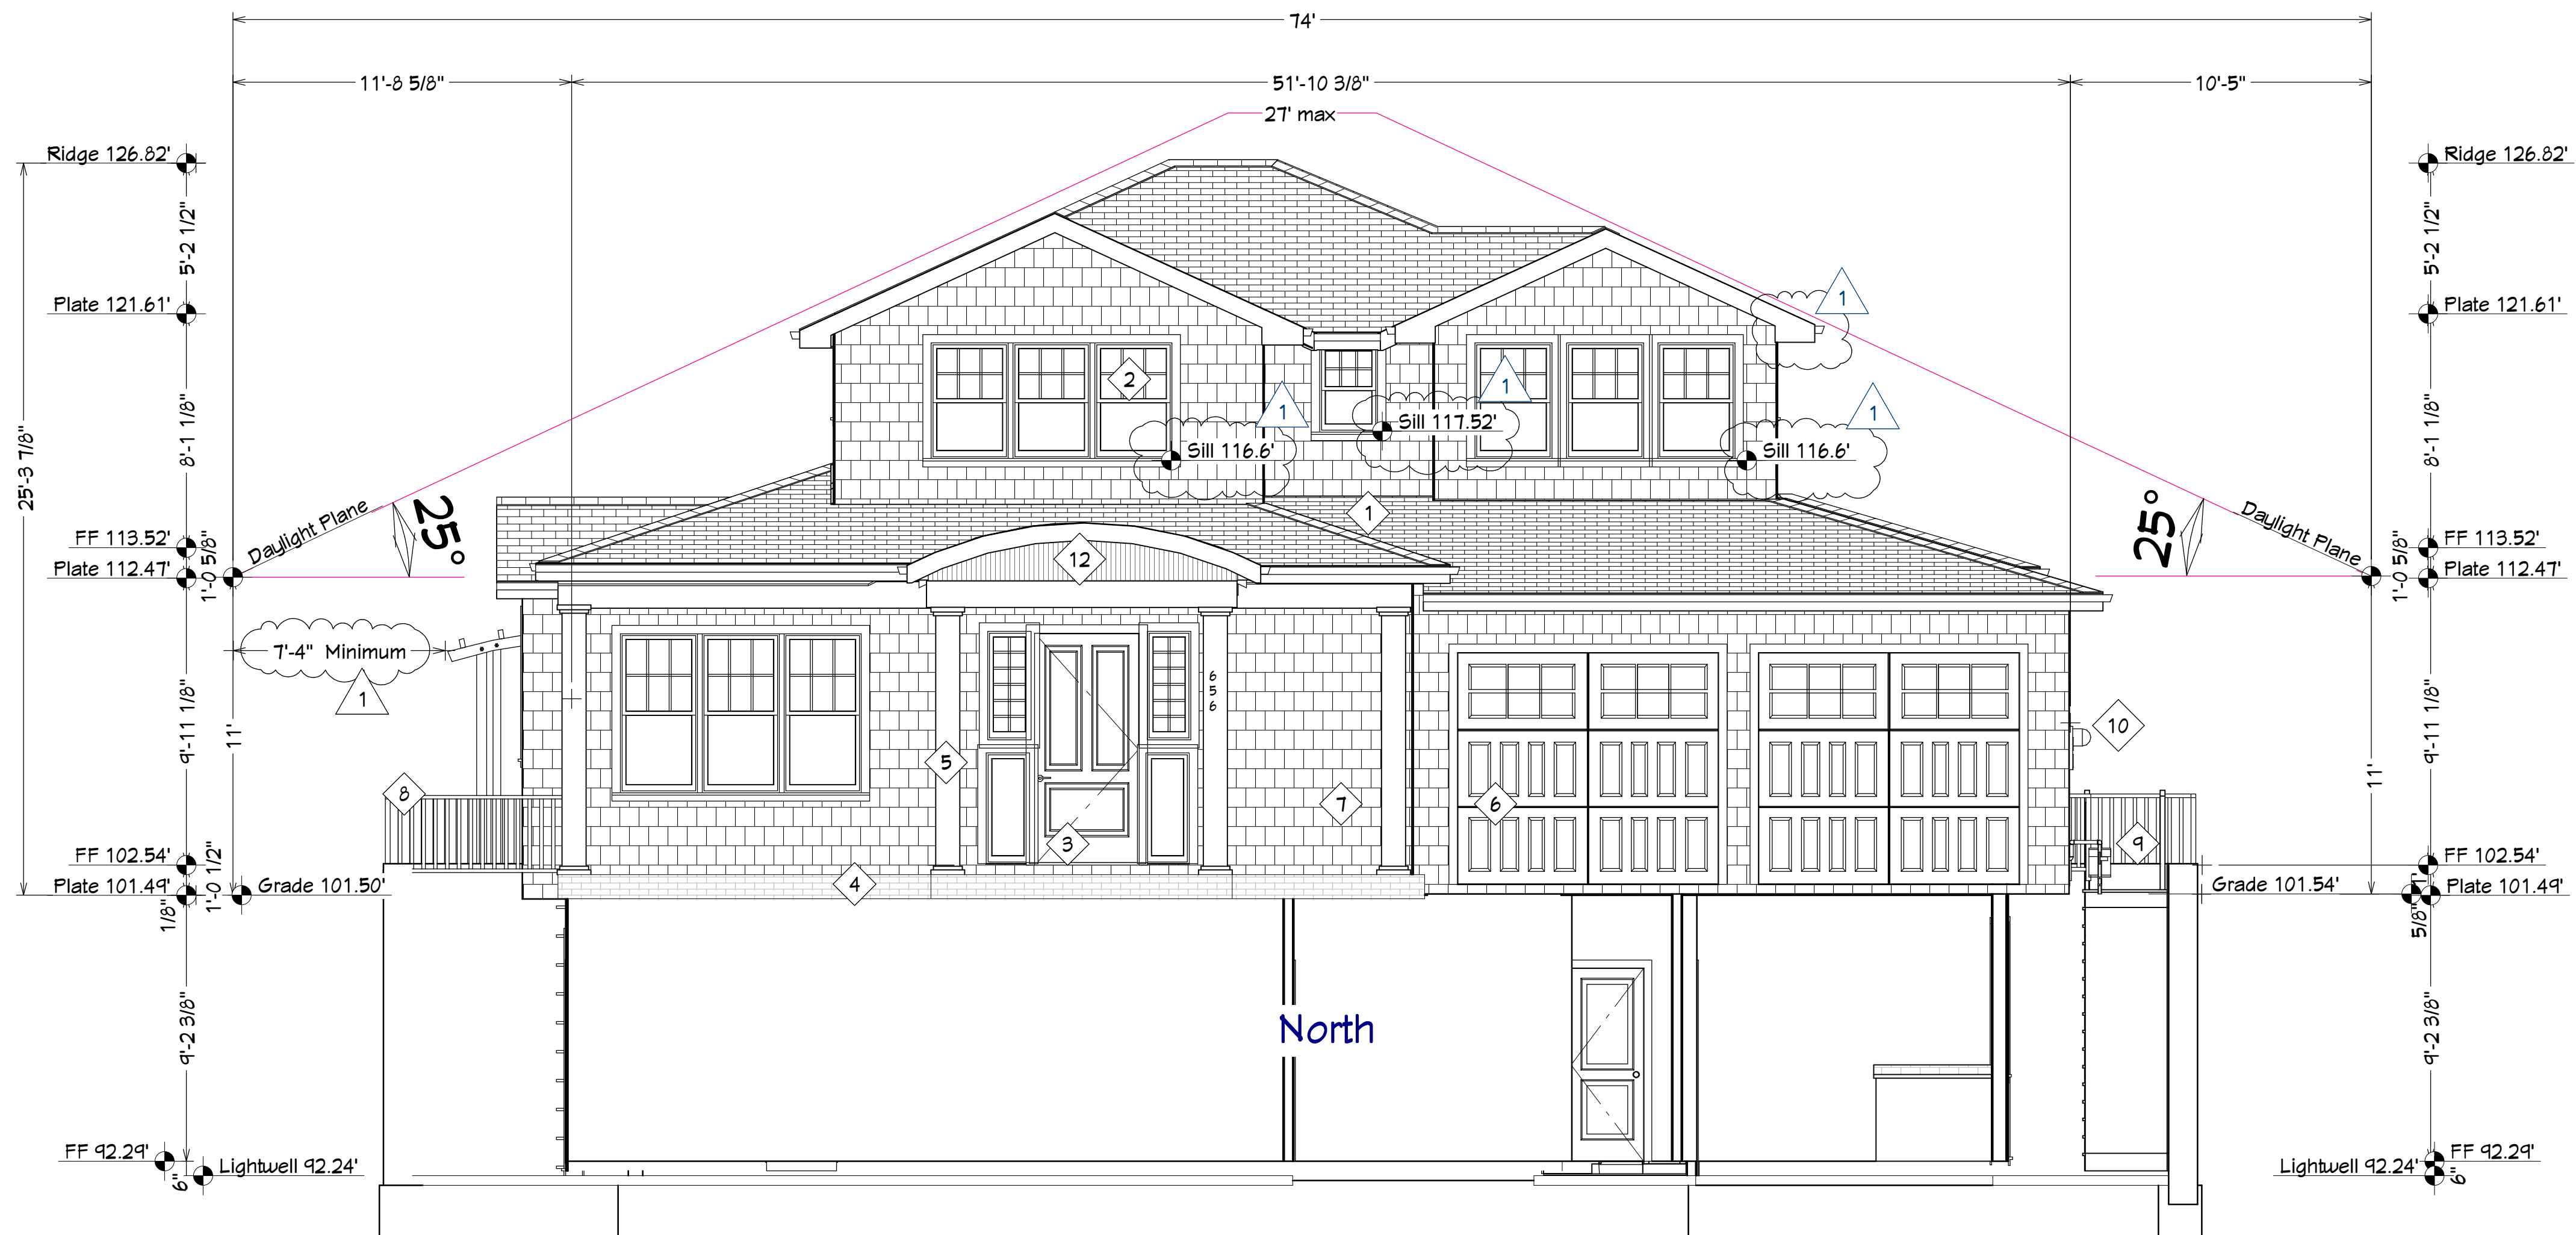 74'
11'-8 5/8"
51'-10 3/8"
10'-5"
27' max
Ridge 126.82'
Ridge 126.82'
5'-2 1/2"
5'-2 1/2"
Plate 121.61'
Plate 121.61'
1
2
1
1
1
Sill 117.52'
Sill 116.6'
Sill 116.6'
25'-3 7/8"
8'-1 1/8"
8'-1 1/8"
Daylight Plane
25°
1
25°
Daylight Plane
FF 113.52'
FF 113.52'
12
Plate 112.47'
1'-0 5/8"
1'-0 5/8"
Plate 112.47'
7'-4" Minimum
1
656
9'-11 1/8"
11'
5
10
11'
9'-11 1/8"
8
7
6
3
9
FF 102.54'
FF 102.54'
4
Plate 101.49'
1'-0 1/2"
Grade 101.50'
Grade 101.54'
1'
Plate 101.49'
1/8"
5/8"
9'-2 3/8"
North
9'-2 3/8"
FF 92.29'
FF 92.29'
6"
Lightwell 92.24'
Lightwell 92.24'
6"